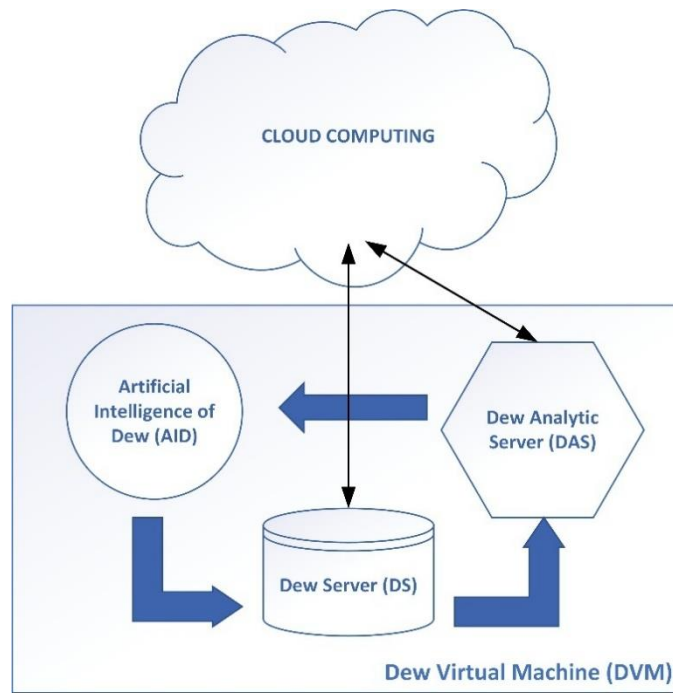 CLOUD COMPUTING
Artificial
Intelligence of
Dew (AID)
Dew Analytic
Server (DAS)
Dew Server (DS)
Dew Virtual Machine (DVM)